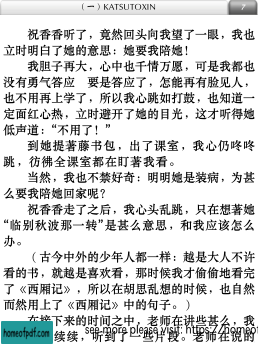 （一）KATSUTOXIN
7
祝香香听了，竟然回头向我望了一眼，我也
立时明白了她的意思：她要我陪她！
我胆子再大，心中也千情万愿，可是我都也
没有勇气答应 要是答应了，怎能再有脸见人，
也不用再上学了，所以我心跳如打鼓，也知道一
定面红心热，立时避开了她的目光，这才听得她
低声道：“不用了！”
到她提著藤书包，出了课室，我心仍咚咚
跳，彷彿全课室都在盯著我看。
当然，我也不禁好奇：明明她是装病，为甚
么要我陪她回家呢？
祝香香走了之后，我心头乱跳，只在想著她
“临别秋波那一转”是甚么意思，和我应该怎么
办。
（古今中外的少年人都一样：越是大人不许
看的书，就越是喜欢看，那时候我才偷偷地看完
了《西厢记》，所以在胡思乱想的时候，也自然
而然用上了《西厢记》中的句子。）
在接下来的时间之中，老师在讲些甚么，我
续续，听到了一些片段。老师在说的
see more please visit: https://homeof
homeofpdf.com